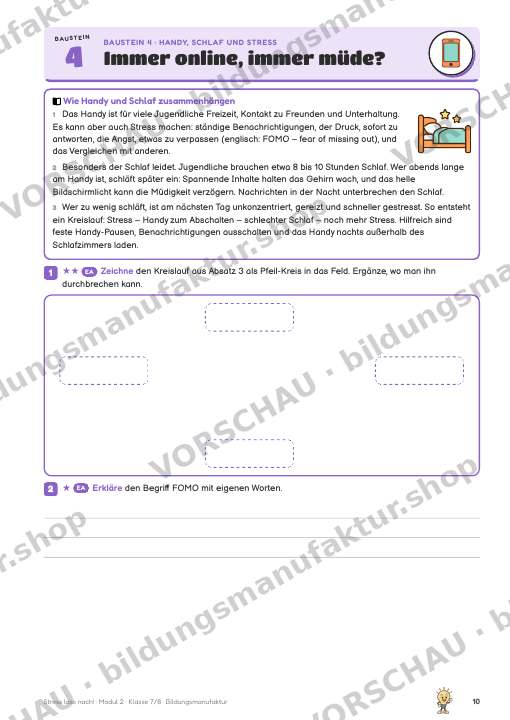 BAUSTEIN
4
BAUSTEIN 4 · HANDY, SCHLAF UND STRESS
Immer online, immer müde?
Wie Handy und Schlaf zusammenhängen
1 Das Handy ist für viele Jugendliche Freizeit, Kontakt zu Freunden und Unterhaltung.
Es kann aber auch Stress machen: ständige Benachrichtigungen, der Druck, sofort zu
antworten, die Angst, etwas zu verpassen (englisch: FOMO – fear of missing out), und
das Vergleichen mit anderen.
2 Besonders der Schlaf leidet. Jugendliche brauchen etwa 8 bis 10 Stunden Schlaf. Wer abends lange
am Handy ist, schläft später ein: Spannende Inhalte halten das Gehirn wach, und das helle
Bildschirmlicht kann die Müdigkeit verzögern. Nachrichten in der Nacht unterbrechen den Schlaf.
3 Wer zu wenig schläft, ist am nächsten Tag unkonzentriert, gereizt und schneller gestresst. So entsteht
ein Kreislauf: Stress – Handy zum Abschalten – schlechter Schlaf – noch mehr Stress. Hilfreich sind
feste Handy-Pausen, Benachrichtigungen ausschalten und das Handy nachts außerhalb des
Schlafzimmers laden.
1 ★★ EA Zeichne den Kreislauf aus Absatz 3 als Pfeil-Kreis in das Feld. Ergänze, wo man ihn
durchbrechen kann.
2 ★ EA Erkläre den Begriff FOMO mit eigenen Worten.
Stress lass nach! · Modul 2 · Klasse 7/8 · Bildungsmanufaktur
10
VORSCHAU · bildungsmanufaktur.shop